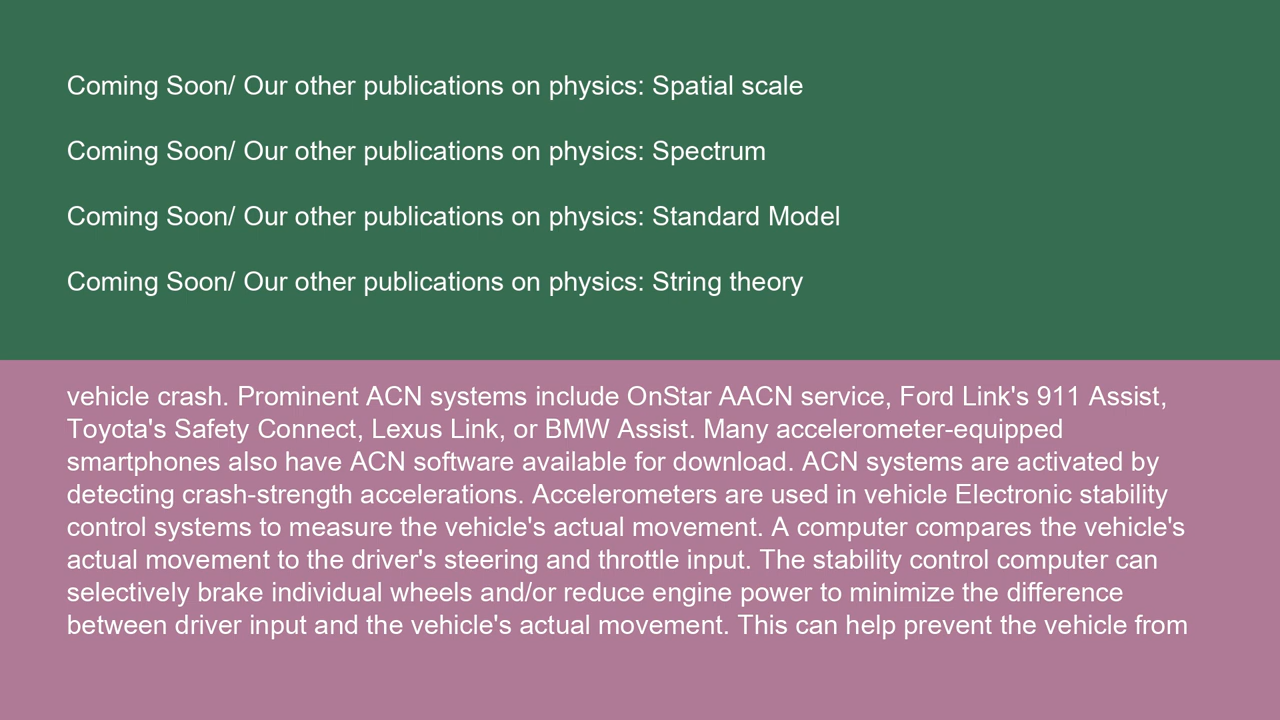 Coming Soon/ Our other publications on physics: Spatial scale
Coming Soon/ Our other publications on physics: Spectrum
Coming Soon/ Our other publications on physics: Standard Model
Coming Soon/ Our other publications on physics: String theory
vehicle crash. Prominent ACN systems include OnStar AACN service, Ford Link's 911 Assist,
Toyota's Safety Connect, Lexus Link, or BMW Assist. Many accelerometer-equipped
smartphones also have ACN software available for download. ACN systems are activated by
detecting crash-strength accelerations. Accelerometers are used in vehicle Electronic stability
control systems to measure the vehicle's actual movement. A computer compares the vehicle's
actual movement to the driver's steering and throttle input. The stability control computer can
selectively brake individual wheels and/or reduce engine power to minimize the difference
between driver input and the vehicle's actual movement. This can help prevent the vehicle from